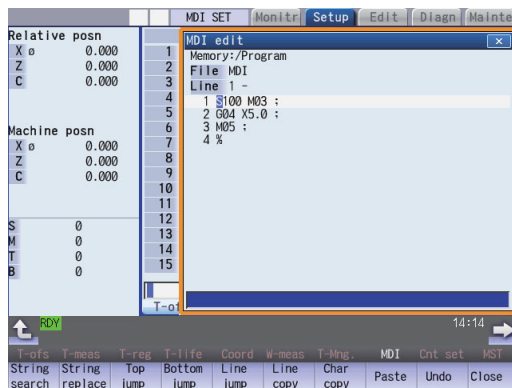 MDI SET Monitr Setup Edit Diagn Mainte
Relative posn
X ø 0.000
Z 0.000
C 0.000
Machine posn
X ø 0.000
Z 0.000
C 0.000
S 0
M 0
T 0
B 0
1
2
3
4
5
6
7
8
9
10
11
12
13
14
15
T-of
MDI edit
Memory:/Program
File MDI
Line 1 -
1 S100 M03 ;
2 G04 X5.0 ;
3 M05 ;
4 %
RDY 14:14
T-ofs T-meas T-reg T-life Coord W-meas T-Mng. MDI Cnt set MST
String search String replace Top jump Bottom jump Line jump Line copy Char copy Paste Undo Close